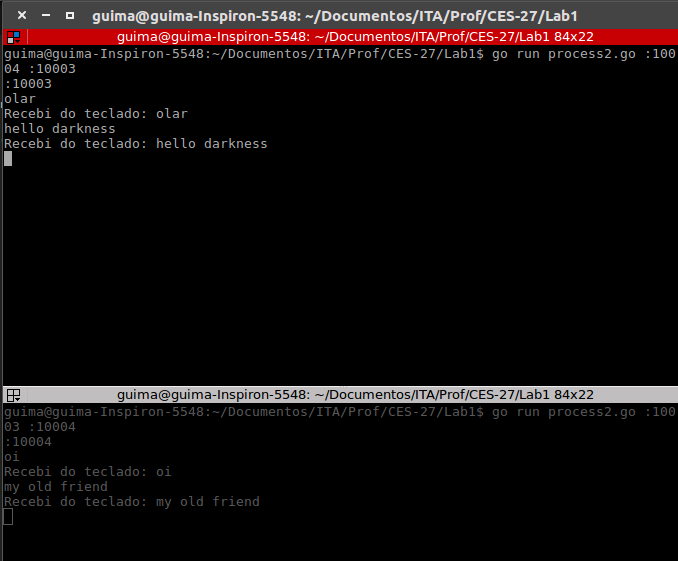 guima@guima-Inspiron-5548: ~/Documentos/ITA/Prof/CES-27/Lab1
guima@guima-Inspiron-5548: ~/Documentos/ITA/Prof/CES-27/Lab1 84x22
guima@guima-Inspiron-5548:~/Documentos/ITA/Prof/CES-27/Lab1$ go run process2.go :100
04 :10003
:10003
olar
Recebi do teclado: olar
hello darkness
Recebi do teclado: hello darkness
guima@guima-Inspiron-5548: ~/Documentos/ITA/Prof/CES-27/Lab1 84x22
guima@guima-Inspiron-5548:~/Documentos/ITA/Prof/CES-27/Lab1$ go run process2.go :100
03 :10004
:10004
oi
Recebi do teclado: oi
my old friend
Recebi do teclado: my old friend